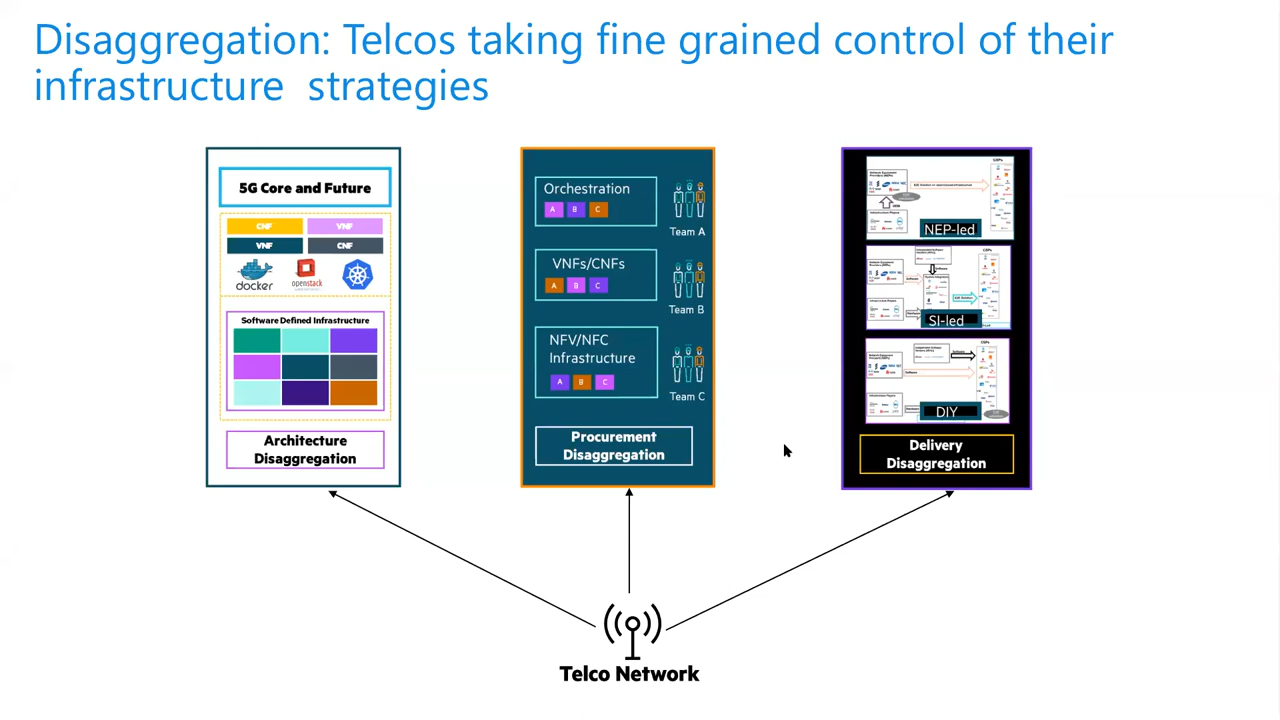 Disaggregation: Telcos taking fine grained control of their
infrastructure strategies
5G Core and Future
CNF
VNF
VNF
CNF
docker
openstack
Software Defined Infrastructure
Architecture
Disaggregation
Orchestration
A B C
Team A
VNFs/CNFs
A B C
Team B
NFV/NFC
Infrastructure
A B C
Team C
Procurement
Disaggregation
NEP-led
SI-led
DIY
Delivery
Disaggregation
Telco Network